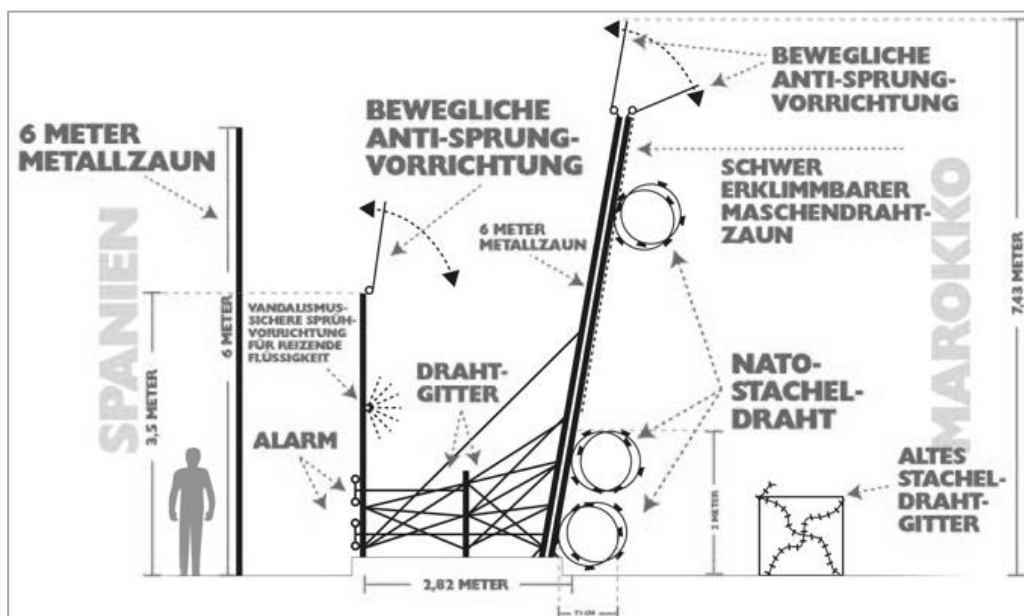 6 METER
METALLZAUN
SPANIEN
3,5 METER
6 METER
BEWEGLICHE
ANTI-SPRUNG-
VORRICHTUNG
VANDALISMUS-
SICHERE SPRÜH-
VORRICHTUNG
FÜR REIZENDE
FLÜSSIGKEIT
ALARM
DRAHT-
GITTER
6 METER
METALLZAUN
BEWEGLICHE
ANTI-SPRUNG-
VORRICHTUNG
SCHWER
ERKLIMMBARER
MASCHENDRAHT-
ZAUN
NATO-
STACHEL-
DRAHT
2 METER
MAROKKO
7,43 METER
ALTES
STACHEL-
DRAHT-
GITTER
2,82 METER